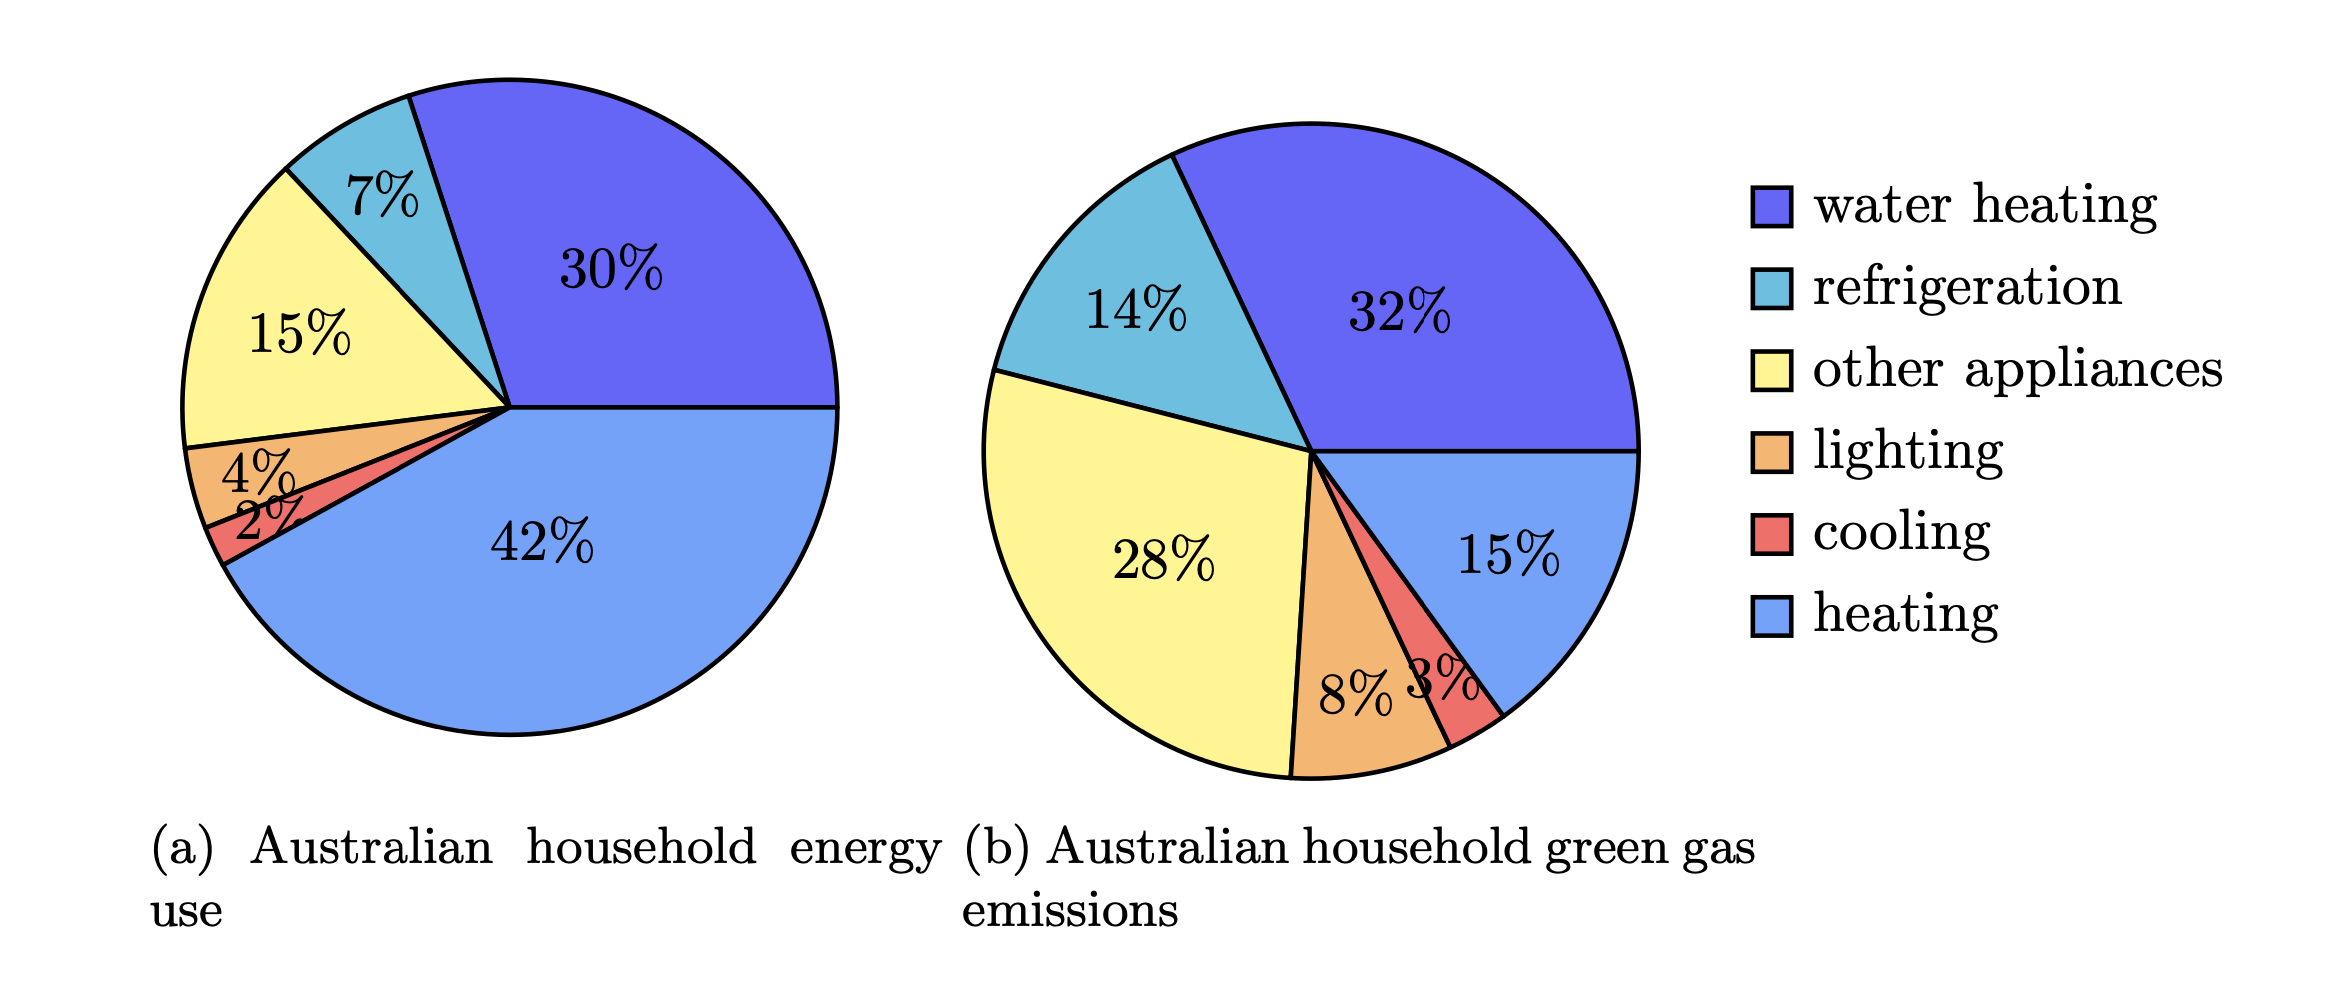 30%
7%
15%
4%
2%
42%
32%
14%
28%
8%
3%
15%
water heating
refrigeration
other appliances
lighting
cooling
heating
(a) Australian household energy
use
(b) Australian household green gas
emissions